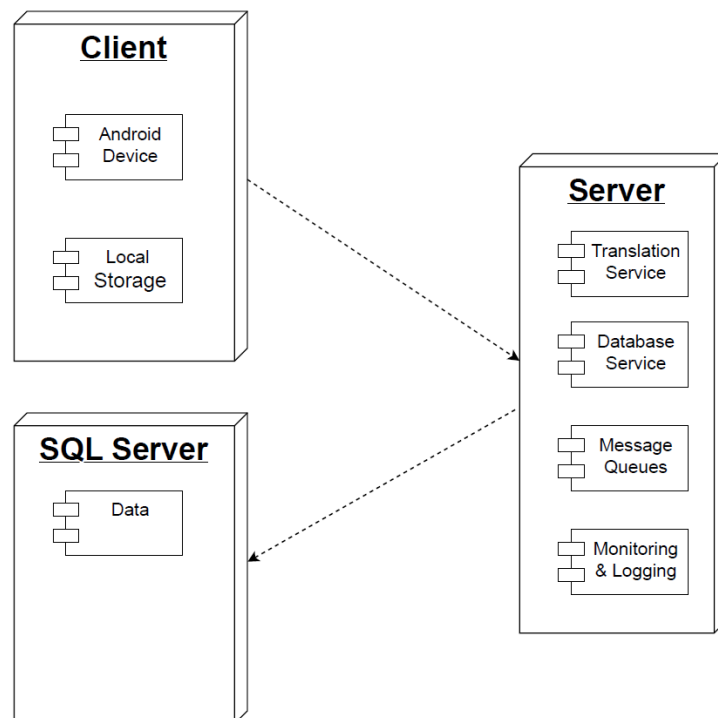 Client
Android
Device
Local
Storage
Server
Translation
Service
Database
Service
Message
Queues
Monitoring
& Logging
SQL Server
Data